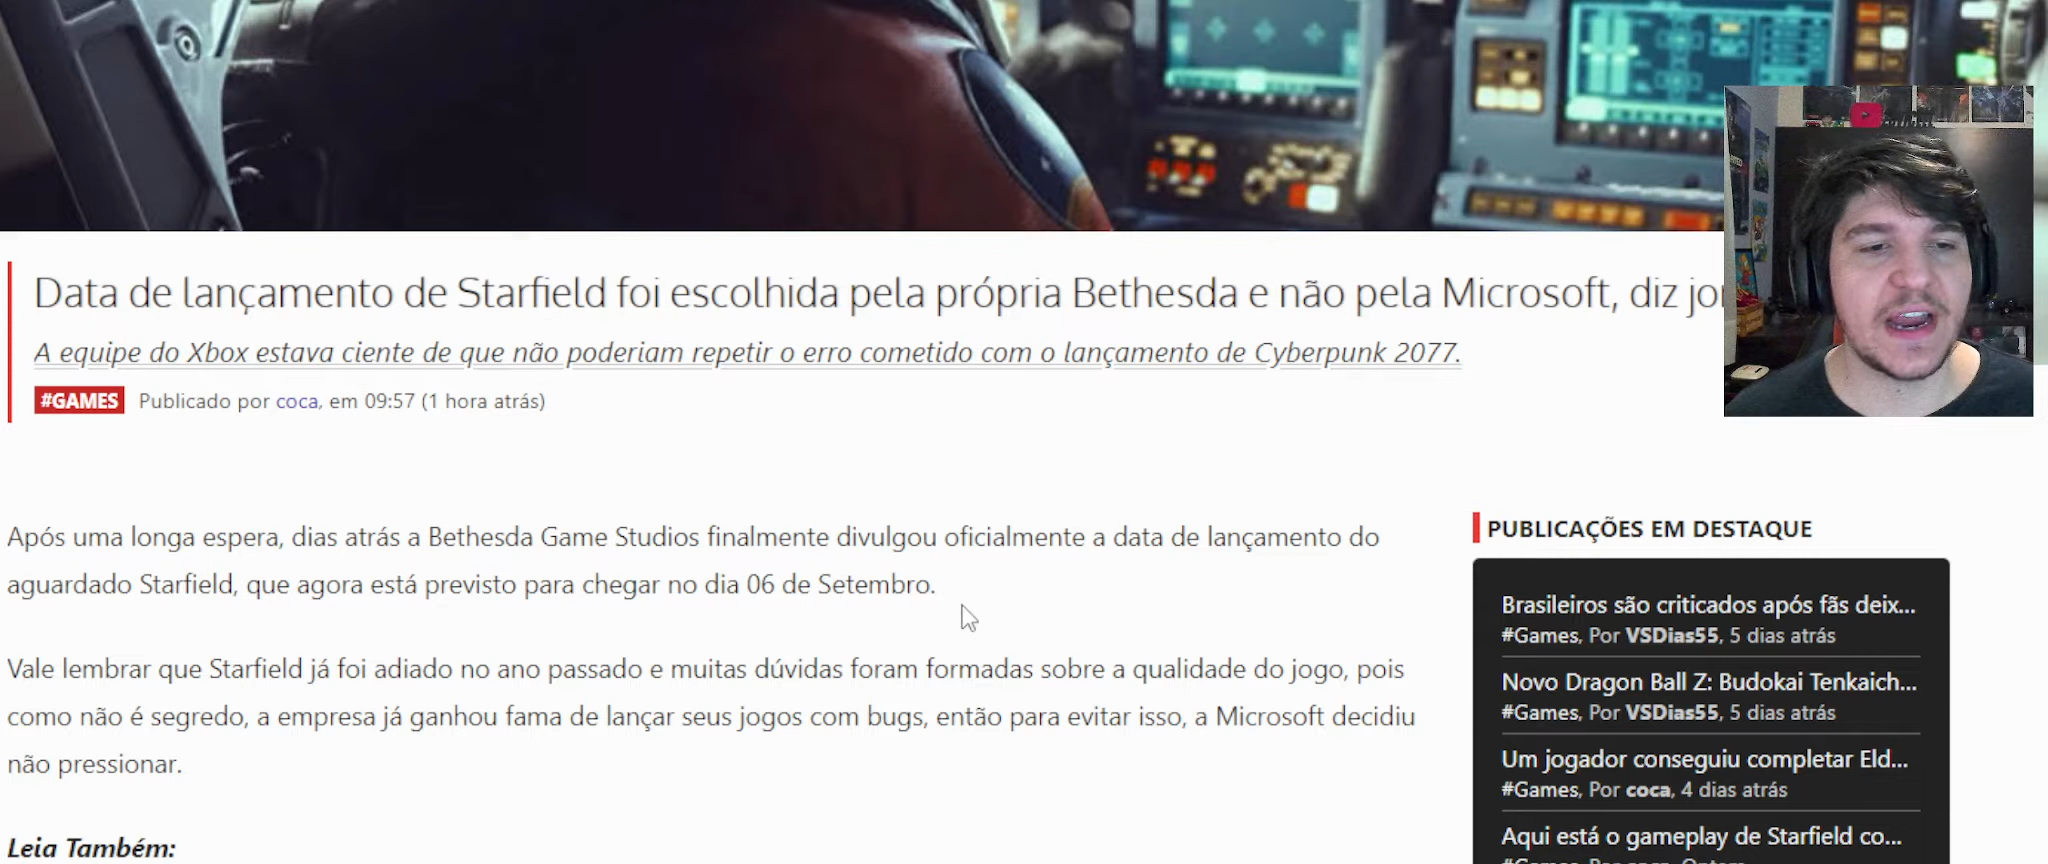 Data de lançamento de Starfield foi escolhida pela própria Bethesda e não pela Microsoft, diz
A equipe do Xbox estava ciente de que não poderiam repetir o erro cometido com o lançamento de Cyberpunk 2077.
#GAMES Publicado por coca, em 09:57 (1 hora atrás)
Após uma longa espera, dias atrás a Bethesda Game Studios finalmente divulgou oficialmente a data de lançamento do
aguardado Starfield, que agora está previsto para chegar no dia 06 de Setembro.
Vale lembrar que Starfield já foi adiado no ano passado e muitas dúvidas foram formadas sobre a qualidade do jogo, pois
como não é segredo, a empresa já ganhou fama de lançar seus jogos com bugs, então para evitar isso, a Microsoft decidiu
não pressionar.
Leia Também:
PUBLICAÇÕES EM DESTAQUE
Brasileiros são criticados após fãs deix...
#Games, Por VSDias55, 5 dias atrás
Novo Dragon Ball Z: Budokai Tenkaich...
#Games, Por VSDias55, 5 dias atrás
Um jogador conseguiu completar Eld...
#Games, Por coca, 4 dias atrás
Aqui está o gameplay de Starfield co...